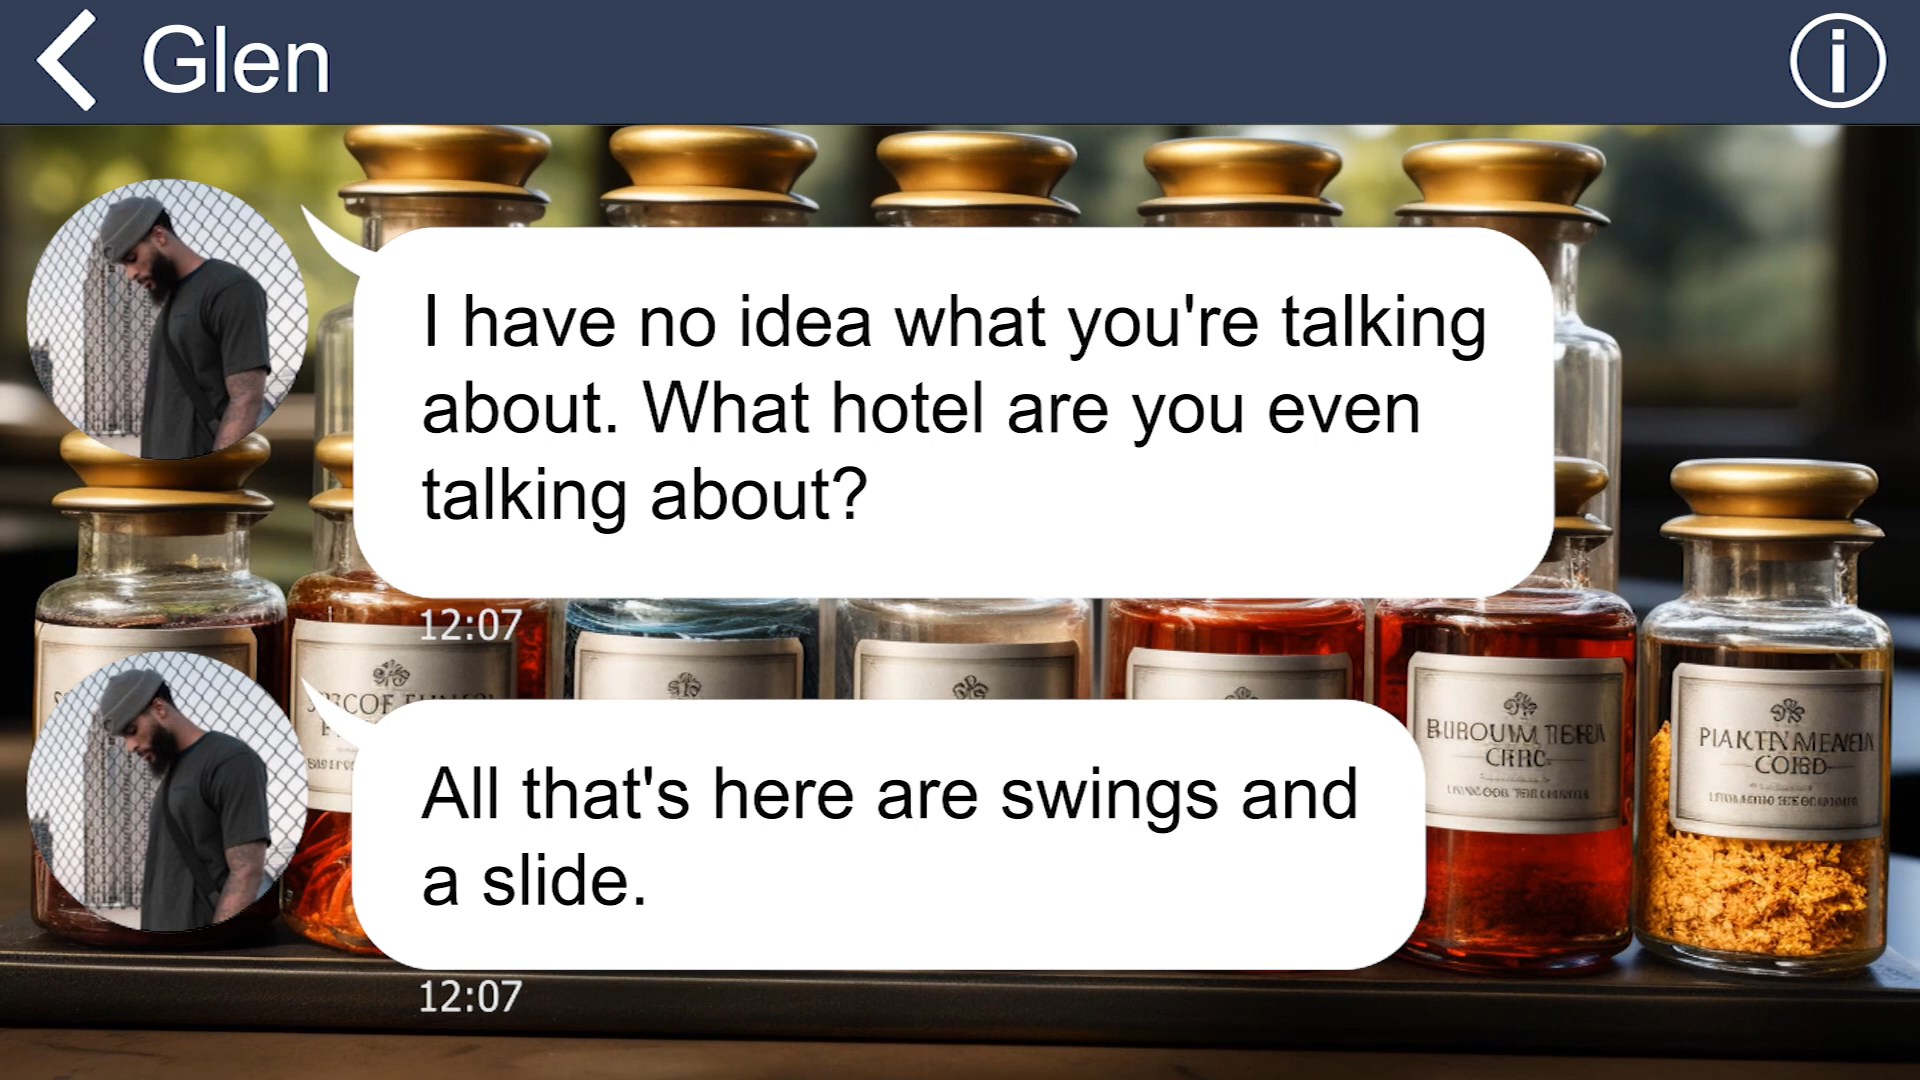 Glen
I have no idea what you're talking
about. What hotel are you even
talking about?
12:07
All that's here are swings and
a slide.
12:07